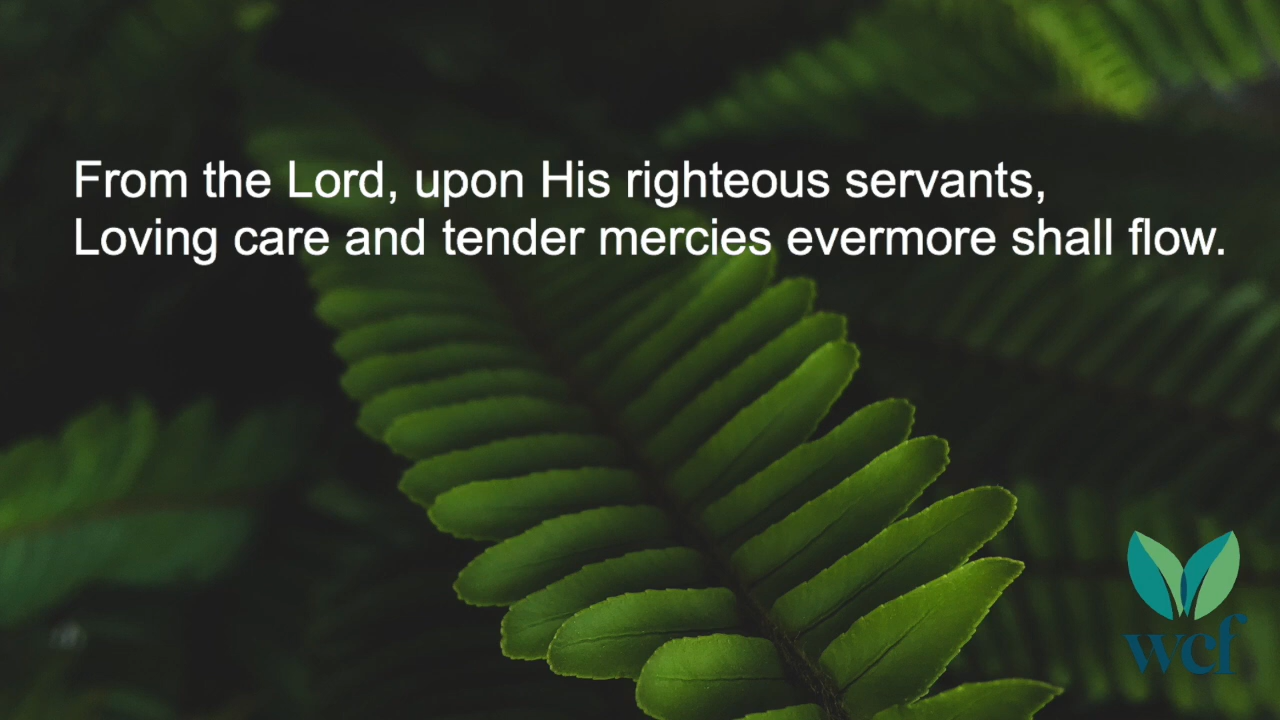 From the Lord, upon His righteous servants,
Loving care and tender mercies evermore shall flow.
wcf